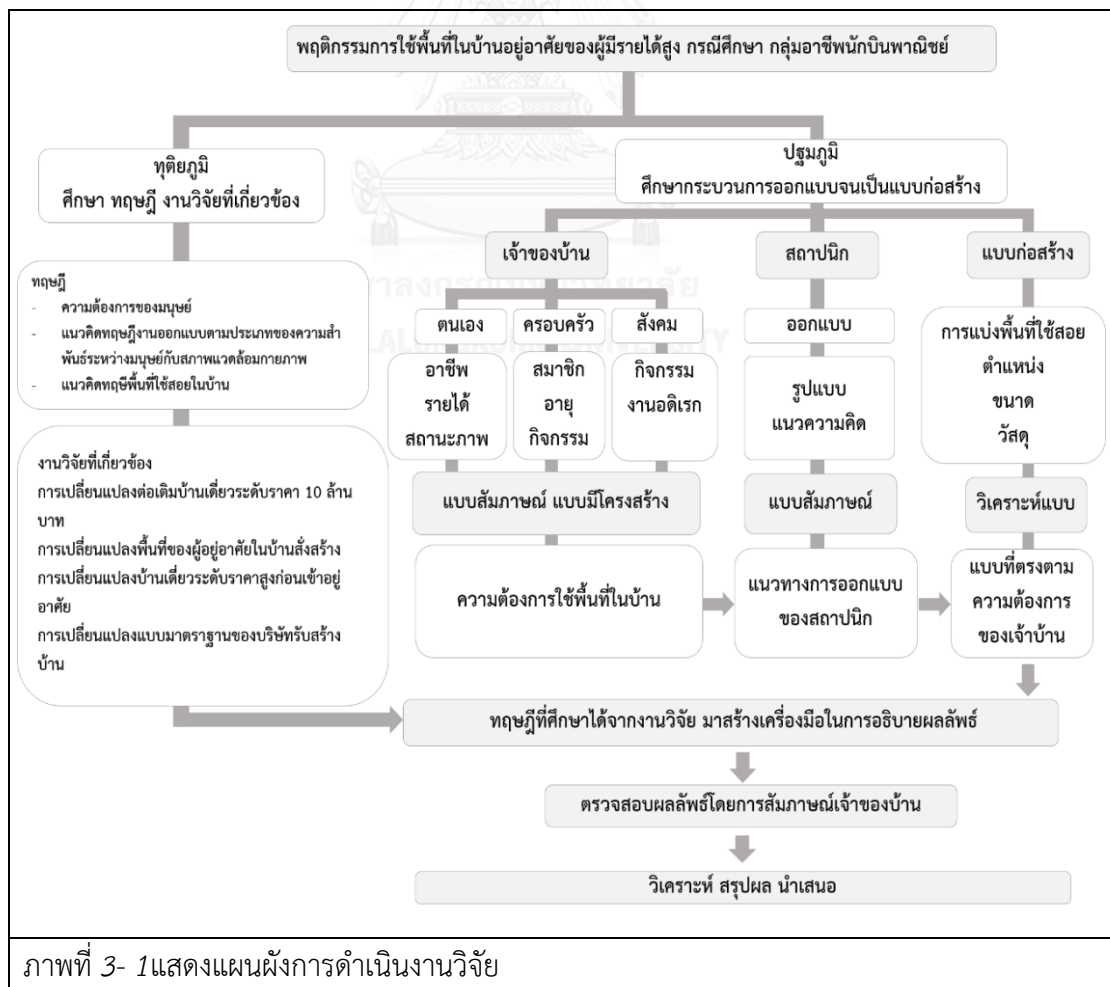 พฤติกรรมการใช้พื้นที่ในบ้านอยู่อาศัยของผู้มีรายได้สูง กรณีศึกษา กลุ่มอาชีพนักบินพาณิชย์
ทุติยภูมิ
ศึกษา ทฤษฎี งานวิจัยที่เกี่ยวข้อง
ทฤษฎี
- ความต้องการของมนุษย์
- แนวคิดทฤษฎีงานออกแบบตามประเภทของความสำ
พันธ์ระหว่างมนุษย์กับสภาพแวดล้อมกายภาพ
- แนวคิดทฤษีพื้นที่ใช้สอยในบ้าน
งานวิจัยที่เกี่ยวข้อง
การเปลี่ยนแปลงต่อเติมบ้านเดี่ยวระดับราคา 10 ล้าน
บาท
การเปลี่ยนแปลงพื้นที่ของผู้อยู่อาศัยในบ้านสั่งสร้าง
การเปลี่ยนแปลงบ้านเดี่ยวระดับราคาสูงก่อนเข้าอยู่
อาศัย
การเปลี่ยนแปลงแบบมาตราฐานของบริษัทรับสร้าง
บ้าน
ปฐมภูมิ
ศึกษากระบวนการออกแบบจนเป็นแบบก่อสร้าง
เจ้าของบ้าน
ตนเอง
อาชีพ
รายได้
สถานะภาพ
ครอบครัว
สมาชิก
อายุ
กิจกรรม
สังคม
กิจกรรม
งานอดิเรก
แบบสัมภาษณ์ แบบมีโครงสร้าง
ความต้องการใช้พื้นที่ในบ้าน
สถาปนิก
ออกแบบ
รูปแบบ
แนวความคิด
แบบสัมภาษณ์
แนวทางการออกแบบ
ของสถาปนิก
แบบก่อสร้าง
การแบ่งพื้นที่ใช้สอย
ตำแหน่ง
ขนาด
วัสดุ
วิเคราะห์แบบ
แบบที่ตรงตาม
ความต้องการ
ของเจ้าบ้าน
ทฤษฎีที่ศึกษาได้จากงานวิจัย มาสร้างเครื่องมือในการอธิบายผลลัพธ์
ตรวจสอบผลลัพธ์โดยการสัมภาษณ์เจ้าของบ้าน
วิเคราะห์ สรุปผล นำเสนอ
ภาพที่ 3- 1แสดงแผนผังการดำเนินงานวิจัย